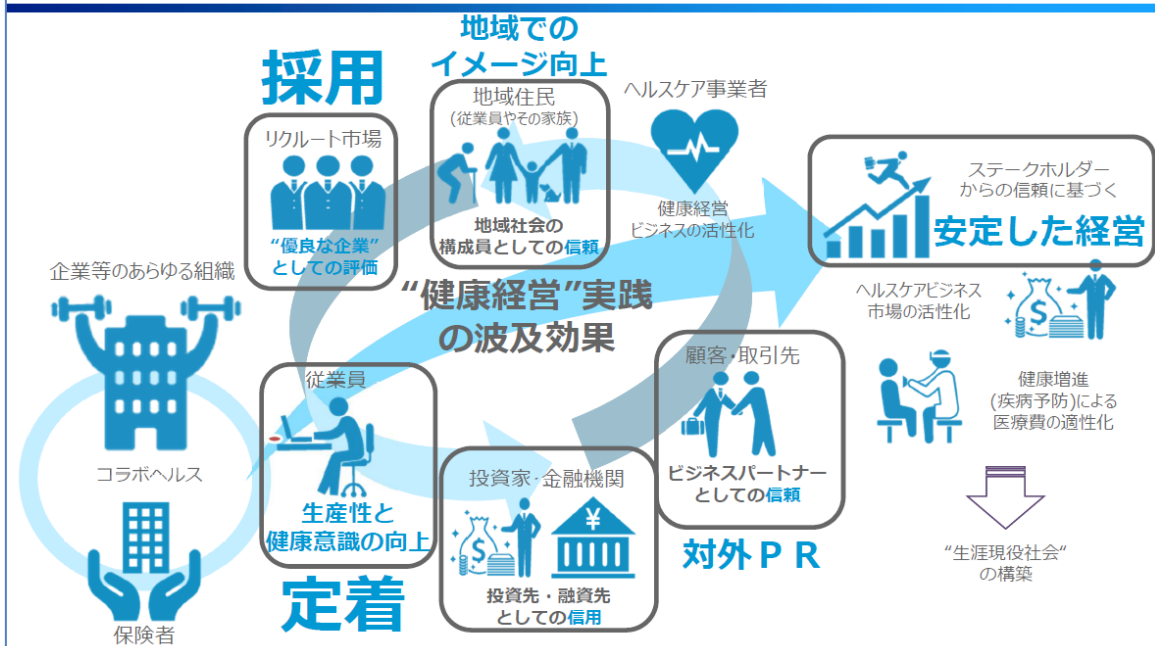 地域での
イメージ向上
採用
地域住民
(従業員やその家族)
地域社会の
構成員としての信頼
リクルート市場
“優良な企業”
としての評価
ヘルスケア事業者
健康経営
ビジネスの活性化
ステークホルダー
からの信頼に基づく
安定した経営
企業等のあらゆる組織
コラボヘルス
保険者
“健康経営”実践
の波及効果
従業員
生産性と
健康意識の向上
定着
投資家・金融機関
$
¥
投資先・融資先
としての信用
顧客・取引先
ビジネスパートナー
としての信頼
対外ＰＲ
ヘルスケアビジネス
市場の活性化
$
健康増進
(疾病予防)による
医療費の適性化
“生涯現役社会“
の構築